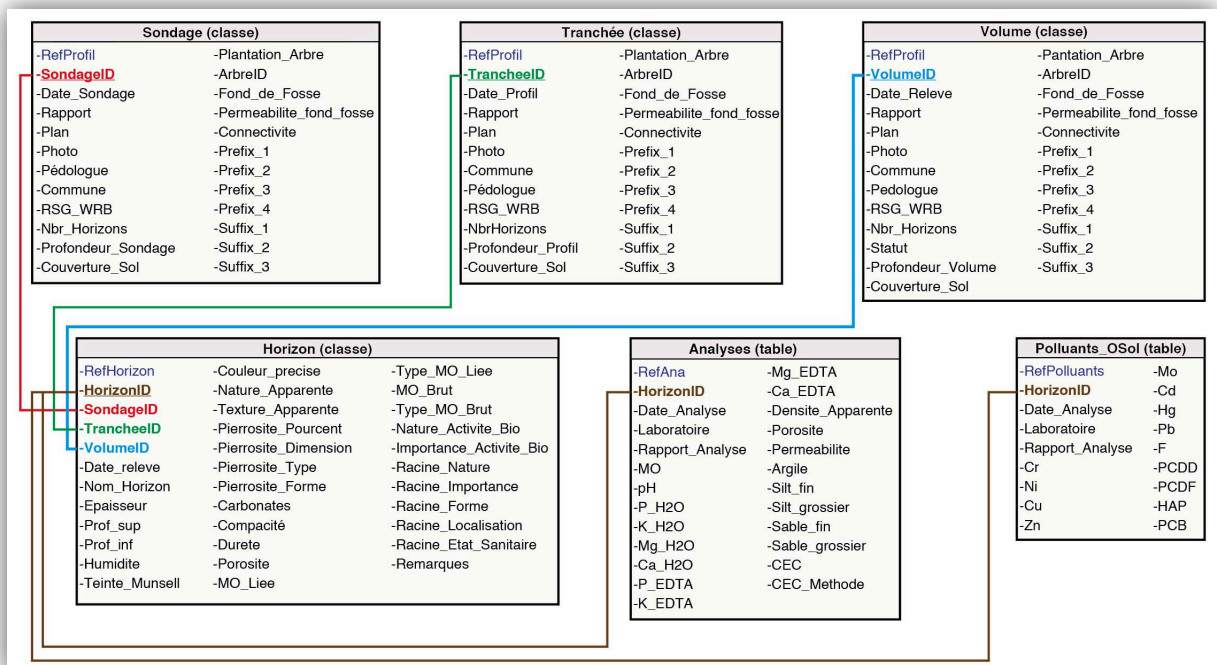 Sondage (classe)
-RefProfil
-SondageID
-Date_Sondage
-Rapport
-Plan
-Photo
-Pédologue
-Commune
-RSG_WRB
-Nbr_Horizons
-Profondeur_Sondage
-Couverture_Sol
-Plantation_Arbre
-ArbreID
-Fond_de_Fosse
-Permeabilite_fond_fosse
-Connectivite
-Prefix_1
-Prefix_2
-Prefix_3
-Prefix_4
-Suffix_1
-Suffix_2
-Suffix_3
Tranchée (classe)
-RefProfil
-TrancheeID
-Date_Profil
-Rapport
-Plan
-Photo
-Commune
-Pédologue
-RSG_WRB
-NbrHorizons
-Profondeur_Profil
-Couverture_Sol
-Plantation_Arbre
-ArbreID
-Fond_de_Fosse
-Permeabilite_fond_fosse
-Connectivite
-Prefix_1
-Prefix_2
-Prefix_3
-Prefix_4
-Suffix_1
-Suffix_2
-Suffix_3
Volume (classe)
-RefProfil
-VolumeID
-Date_Releve
-Rapport
-Plan
-Photo
-Commune
-Pedologue
-RSG_WRB
-Nbr_Horizons
-Statut
-Profondeur_Volume
-Couverture_Sol
-Pantation_Arbre
-ArbreID
-Fond_de_Fosse
-Permeabilite_fond_fosse
-Connectivite
-Prefix_1
-Prefix_2
-Prefix_3
-Prefix_4
-Suffix_1
-Suffix_2
-Suffix_3
Horizon (classe)
-RefHorizon
-HorizonID
-SondageID
-TrancheeID
-VolumeID
-Date_releve
-Nom_Horizon
-Epaisseur
-Prof_sup
-Prof_inf
-Humidite
-Teinte_Munsell
-Couleur_precise
-Nature_Apparente
-Texture_Apparente
-Pierrosite_Pourcent
-Pierrosite_Dimension
-Pierrosite_Type
-Pierrosite_Forme
-Carbonates
-Compacité
-Durete
-Porosite
-MO_Liee
-Type_MO_Liee
-MO_Brut
-Type_MO_Brut
-Nature_Activite_Bio
-Importance_Activite_Bio
-Racine_Nature
-Racine_Importance
-Racine_Forme
-Racine_Localisation
-Racine_Etat_Sanitaire
-Remarques
Analyses (table)
-RefAna
-HorizonID
-Date_Analyse
-Laboratoire
-Rapport_Analyse
-MO
-pH
-P_H2O
-K_H2O
-Mg_H2O
-Ca_H2O
-P_EDTA
-K_EDTA
-Mg_EDTA
-Ca_EDTA
-Densite_Apparente
-Porosite
-Permeabilite
-Argile
-Silt_fin
-Silt_grossier
-Sable_fin
-Sable_grossier
-CEC
-CEC_Methode
Polluants_OSol (table)
-RefPolluants
-HorizonID
-Date_Analyse
-Laboratoire
-Rapport_Analyse
-Cr
-Ni
-Cu
-Zn
-Mo
-Cd
-Hg
-Pb
-F
-PCDD
-PCDF
-HAP
-PCB